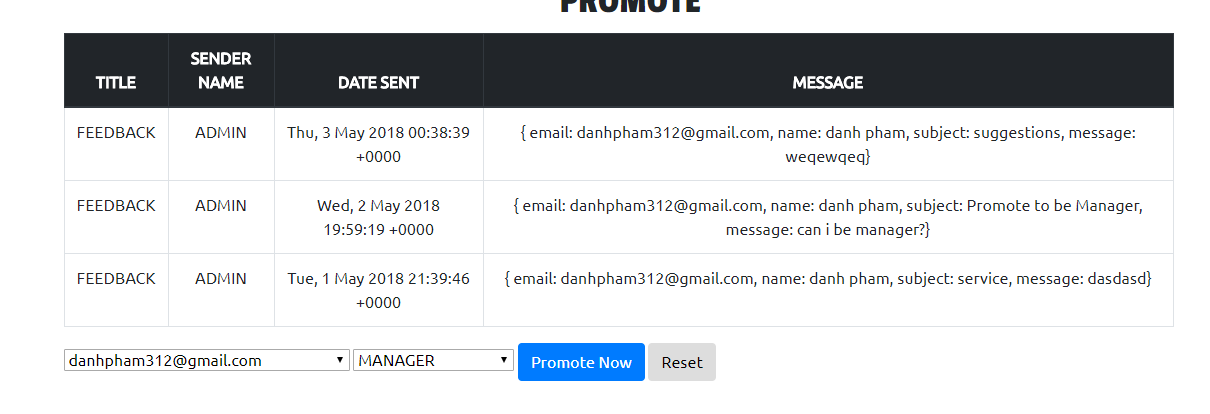 PROMOTE
SENDER
TITLE NAME DATE SENT MESSAGE
FEEDBACK ADMIN Thu, 3 May 2018 00:38:39 { email: danhpham312@gmail.com, name: danh pham, subject: suggestions, message:
+0000 weqewqeq}
FEEDBACK ADMIN Wed, 2 May 2018 { email: danhpham312@gmail.com, name: danh pham, subject: Promote to be Manager,
19:59:19 +0000 message: can i be manager?}
FEEDBACK ADMIN Tue, 1 May 2018 21:39:46 { email: danhpham312@gmail.com, name: danh pham, subject: service, message: dasdasd}
+0000
danhpham312@gmail.com MANAGER Promote Now Reset